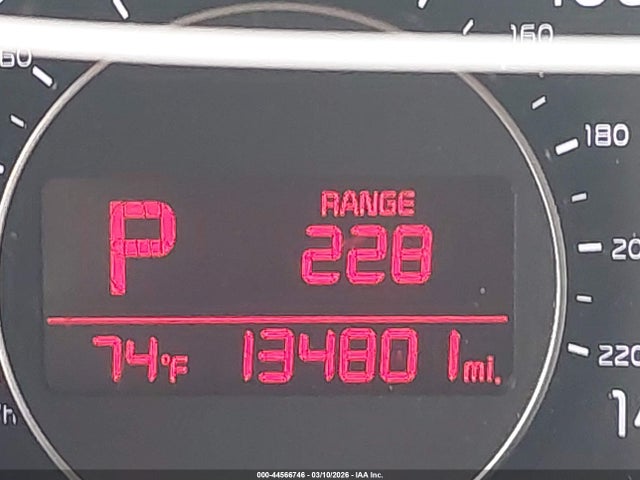 160
180
P
RANGE
228
220
74°F
134801 mi.
000-44566746 - 03/10/2026 - IAA Inc.